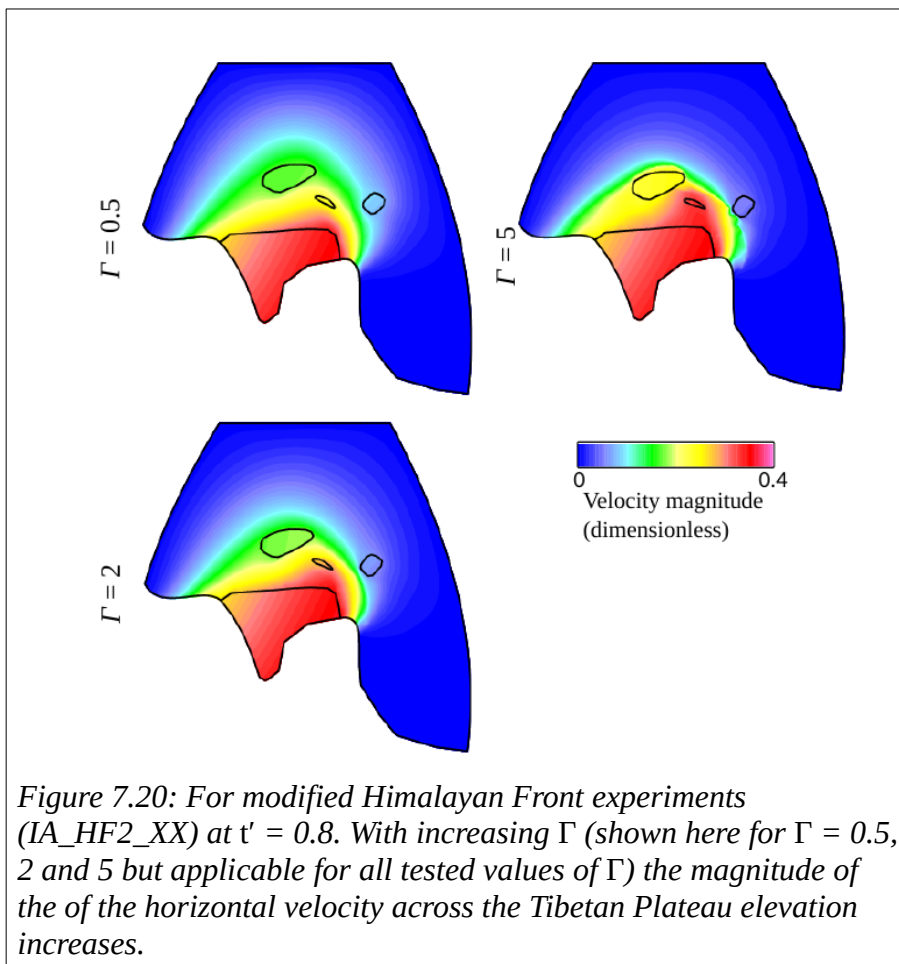 Γ = 0.5
Γ = 5
Γ = 2
0 0.4
Velocity magnitude
(dimensionless)
Figure 7.20: For modified Himalayan Front experiments
(IA_HF2_XX) at t′ = 0.8. With increasing Γ (shown here for Γ = 0.5,
2 and 5 but applicable for all tested values of Γ) the magnitude of
the of the horizontal velocity across the Tibetan Plateau elevation
increases.